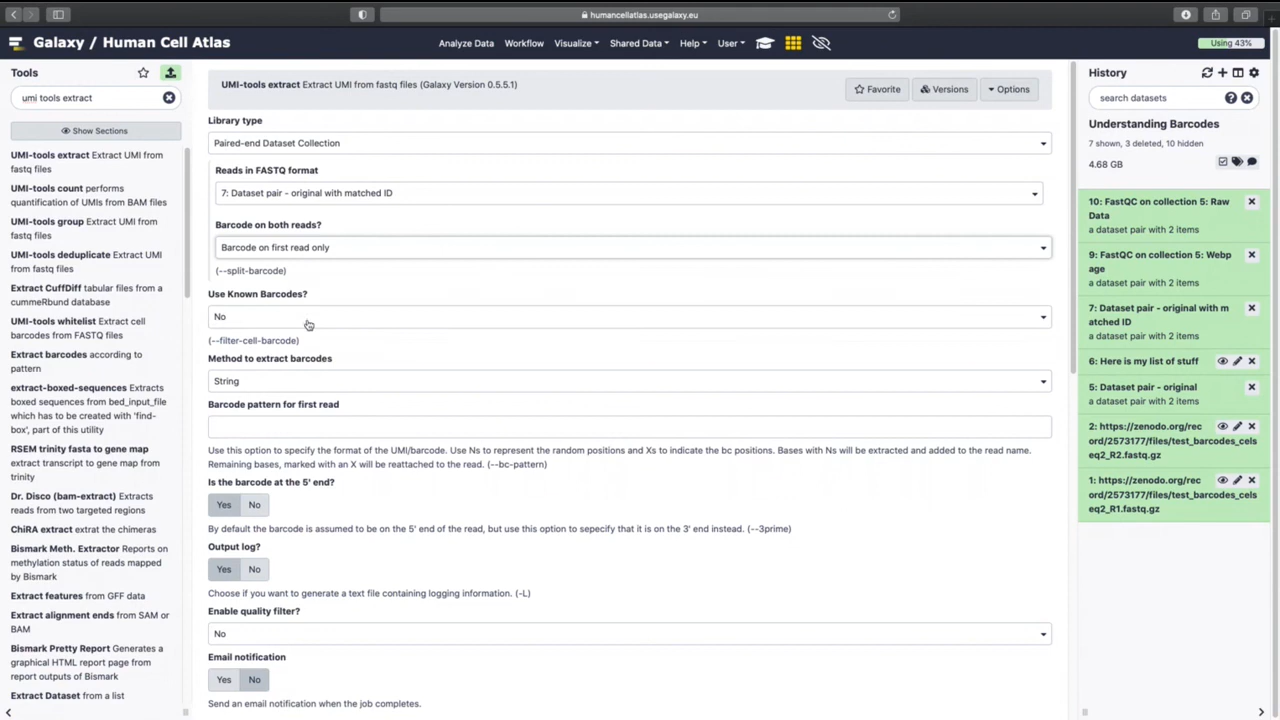 humancellatlas.usegalaxy.eu
Galaxy / Human Cell Atlas
Analyze Data
Workflow
Visualize
Shared Data
Help
User
Using 43%
Tools
umi tools extract
Show Sections
UMI-tools extract Extract UMI from
fastq files
UMI-tools count performs
quantification of UMIs from BAM files
UMI-tools group Extract UMI from
fastq files
UMI-tools deduplicate Extract UMI
from fastq files
Extract CuffDiff tabular files from a
cummeRbund database
UMI-tools whitelist Extract cell
barcodes from FASTQ files
Extract barcodes according to
pattern
extract-boxed-sequences Extracts
boxed sequences from bed_input_file
which has to be created with 'find-
box', part of this utility
RSEM trinity fasta to gene map
extract transcript to gene map from
trinity
Dr. Disco (bam-extract) Extracts
reads from two targeted regions
ChiRA extract extrat the chimeras
Bismark Meth. Extractor Reports on
methylation status of reads mapped
by Bismark
Extract features from GFF data
Extract alignment ends from SAM or
BAM
Bismark Pretty Report Generates a
graphical HTML report page from
report outputs of Bismark
Extract Dataset from a list
UMI-tools extract Extract UMI from fastq files (Galaxy Version 0.5.5.1)
Favorite
Versions
Options
Library type
Paired-end Dataset Collection
Reads in FASTQ format
7: Dataset pair - original with matched ID
Barcode on both reads?
Barcode on first read only
(--split-barcode)
Use Known Barcodes?
No
(--filter-cell-barcode)
Method to extract barcodes
String
Barcode pattern for first read
Use this option to specify the format of the UMI/barcode. Use Ns to represent the random positions and Xs to indicate the bc positions. Bases with Ns will be extracted and added to the read name.
Remaining bases, marked with an X will be reattached to the read. (--bc-pattern)
Is the barcode at the 5' end?
Yes No
By default the barcode is assumed to be on the 5' end of the read, but use this option to sepecify that it is on the 3' end instead. (--3prime)
Output log?
Yes No
Choose if you want to generate a text file containing logging information. (-L)
Enable quality filter?
No
Email notification
Yes No
Send an email notification when the job completes.
History
search datasets
Understanding Barcodes
7 shown, 3 deleted, 10 hidden
4.68 GB
10: FastQC on collection 5: Raw
Data
a dataset pair with 2 items
9: FastQC on collection 5: Webp
age
a dataset pair with 2 items
7: Dataset pair - original with m
atched ID
a dataset pair with 2 items
6: Here is my list of stuff
5: Dataset pair - original
a dataset pair with 2 items
2: https://zenodo.org/rec
ord/2573177/files/test_barcodes_cels
eq2_R2.fastq.gz
1: https://zenodo.org/rec
ord/2573177/files/test_barcodes_cels
eq2_R1.fastq.gz